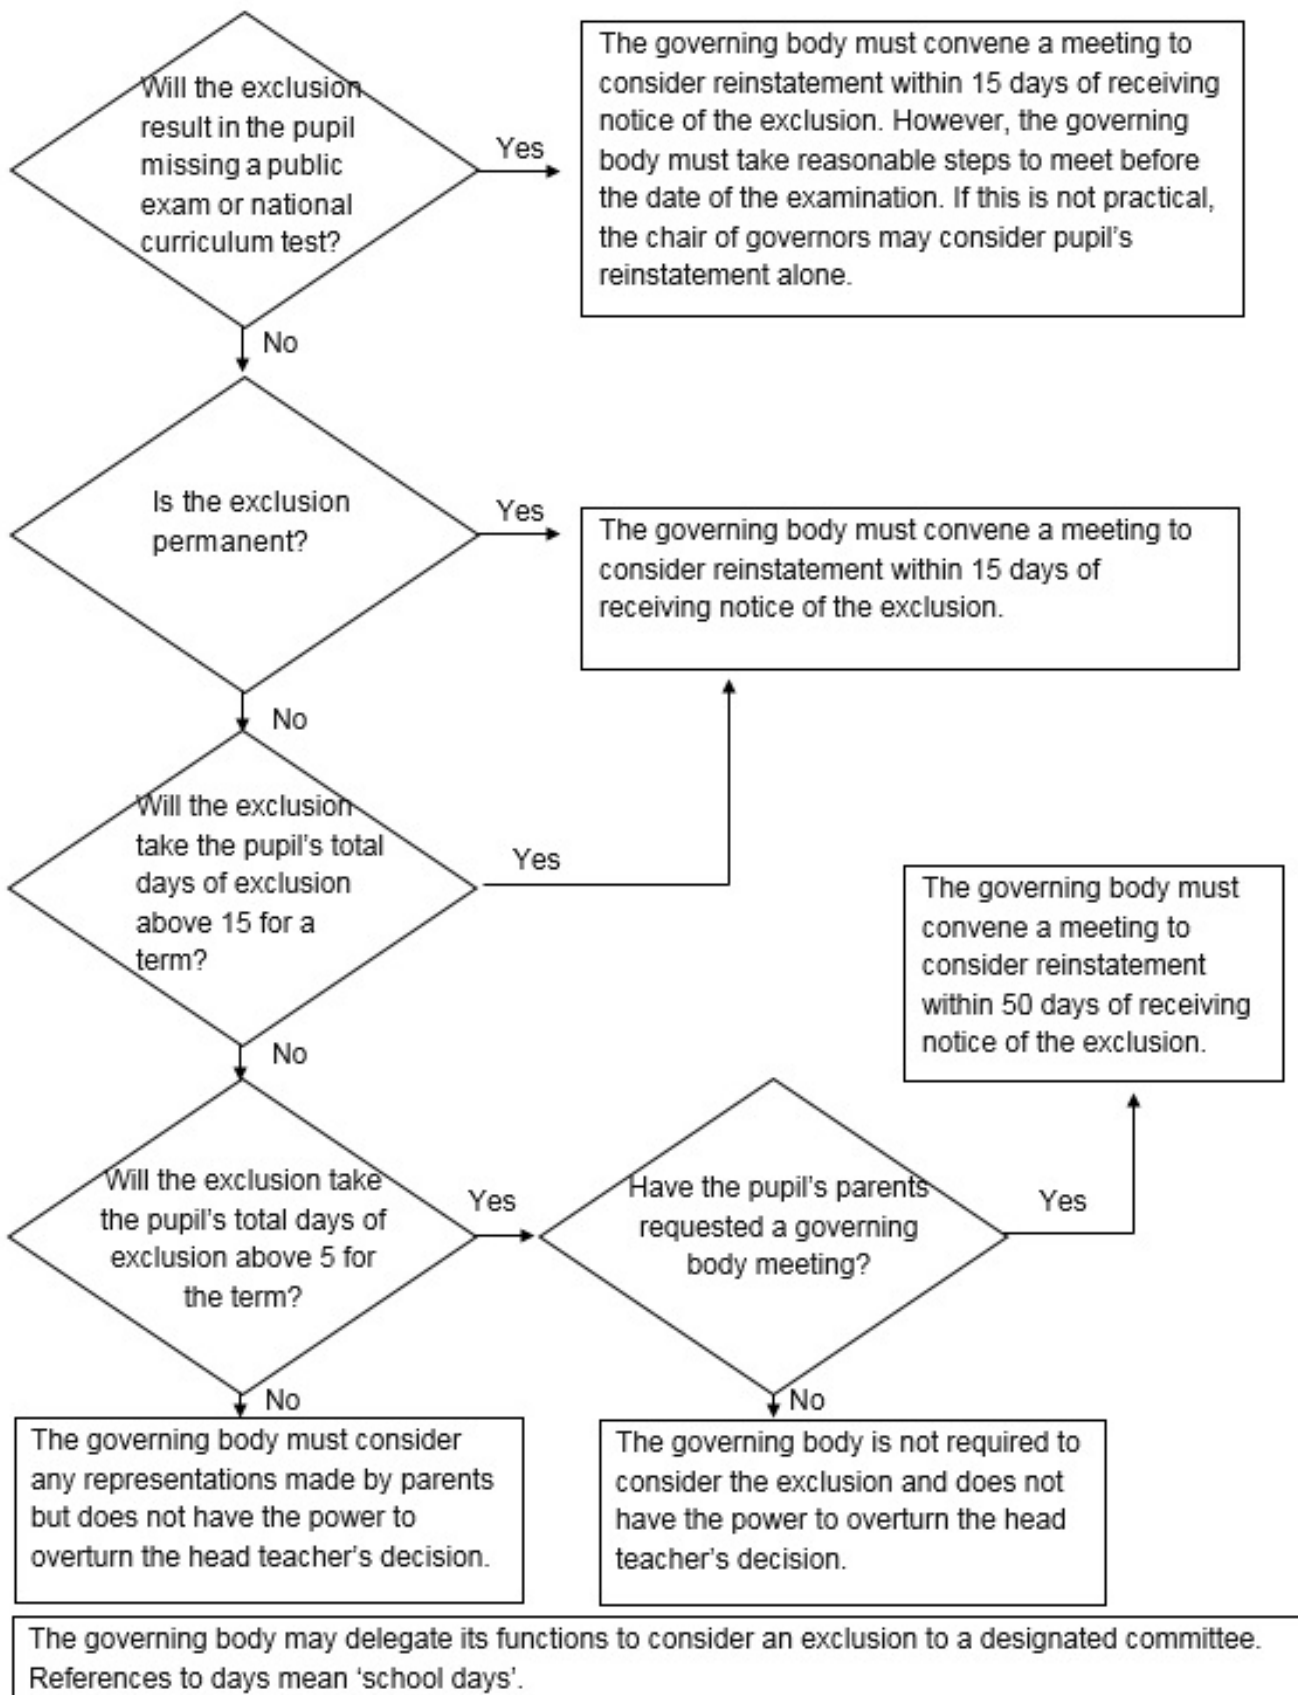 Will the exclusion
result in the pupil
missing a public
exam or national
curriculum test?
Yes
The governing body must convene a meeting to
consider reinstatement within 15 days of receiving
notice of the exclusion. However, the governing
body must take reasonable steps to meet before
the date of the examination. If this is not practical,
the chair of governors may consider pupil's
reinstatement alone.
No
Is the exclusion
permanent?
Yes
The governing body must convene a meeting to
consider reinstatement within 15 days of
receiving notice of the exclusion.
No
Will the exclusion
take the pupil's total
days of exclusion
above 15 for a
term?
Yes
No
The governing body must
convene a meeting to
consider reinstatement
within 50 days of receiving
notice of the exclusion.
Will the exclusion take
the pupil's total days of
exclusion above 5 for
the term?
Yes
Have the pupil's parents
requested a governing
body meeting?
Yes
No
The governing body must consider
any representations made by parents
but does not have the power to
overturn the head teacher's decision.
No
The governing body is not required to
consider the exclusion and does not
have the power to overturn the head
teacher's decision.
The governing body may delegate its functions to consider an exclusion to a designated committee.
References to days mean 'school days'.